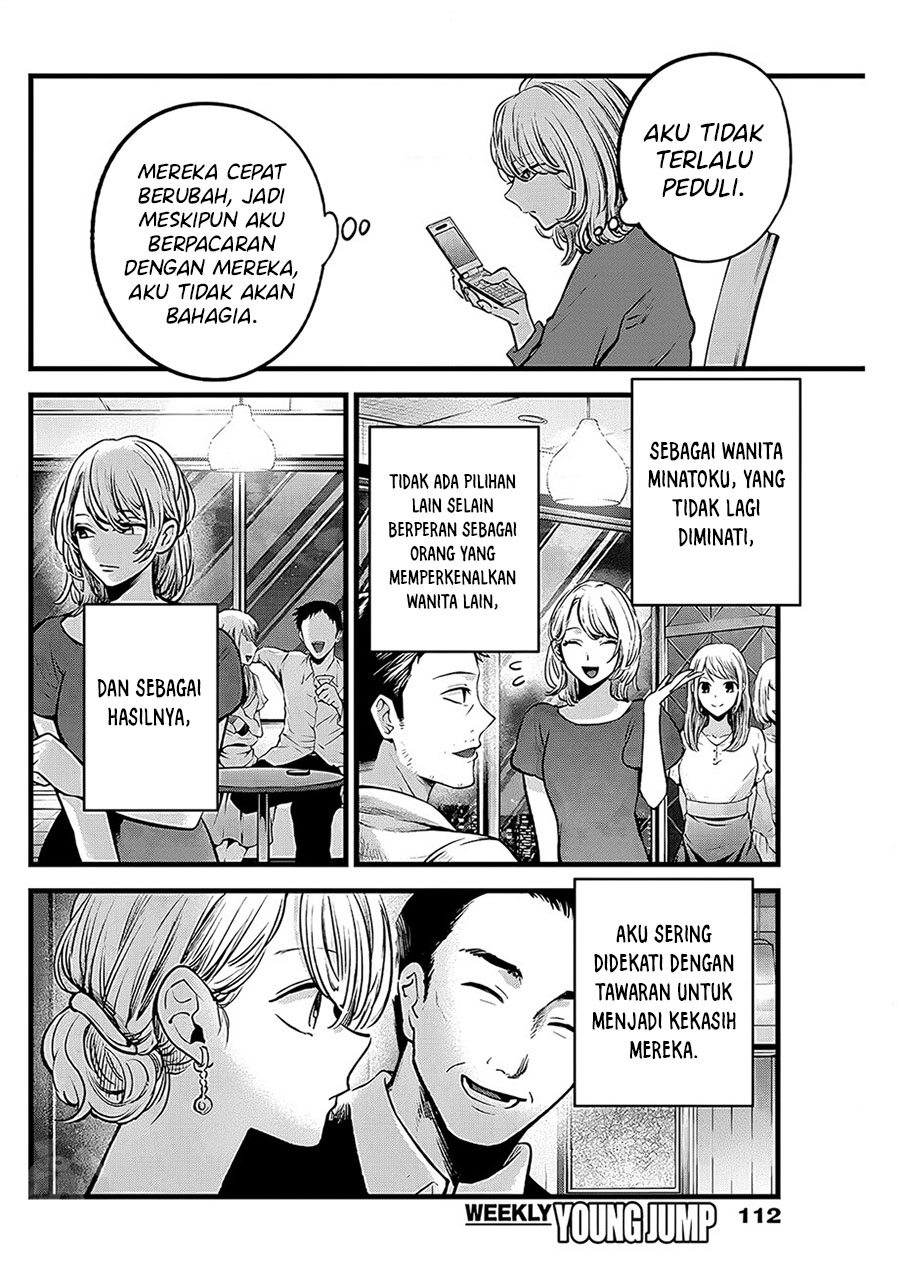 AKU TIDAK
TERLALU
PEDULI.
MEREKA CEPAT
BERUBAH, JADI
MESKIPUN AKU
BERPACARAN
DENGAN MEREKA,
AKU TIDAK AKAN
BAHAGIA.
SEBAGAI WANITA
MINATOKU, YANG
TIDAK LAGI
DIMINATI,
TIDAK ADA PILIHAN
LAIN SELAIN
BERPERAN SEBAGAI
ORANG YANG
MEMPERKENALKAN
WANITA LAIN,
DAN SEBAGAI
HASILNYA,
AKU SERING
DIDEKATI DENGAN
TAWARAN UNTUK
MENJADI KEKASIH
MEREKA.
WEEKLY YOUNG JUMP 112